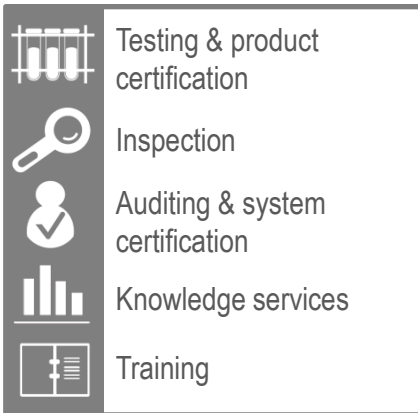 Testing & product
certification
Inspection
Auditing & system
certification
Knowledge services
Training